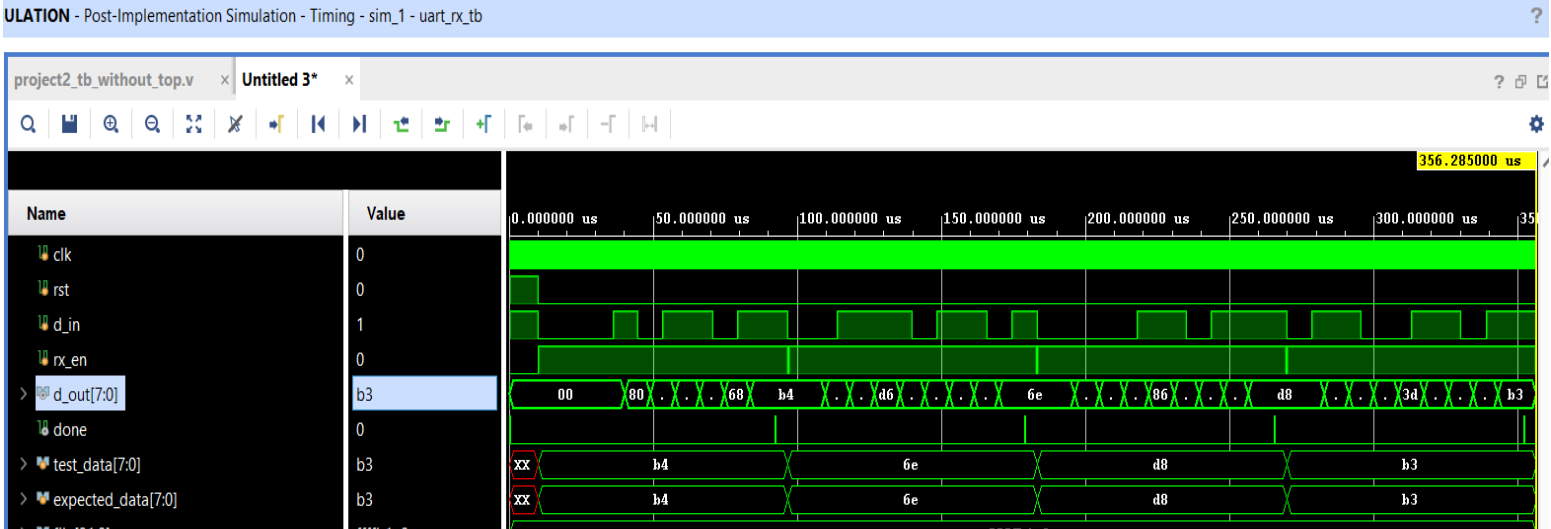 ULATION - Post-Implementation Simulation - Timing - sim_1 - uart_rx_tb ?
project2_tb_without_top.v × Untitled 3* × ?
356.285000 us
Name Value 0.000000 us 50.000000 us 100.000000 us 150.000000 us 200.000000 us 250.000000 us 300.000000 us 35
clk 0
rst 0
d_in 1
rx_en 0
d_out[7:0] b3 00 80 . . . 68 b4 . . d6 . . . 6e . . . 86 . . . d8 . . . 3d . . . b3
done 0
test_data[7:0] b3 XX b4 6e d8 b3
expected_data[7:0] b3 XX b4 6e d8 b3